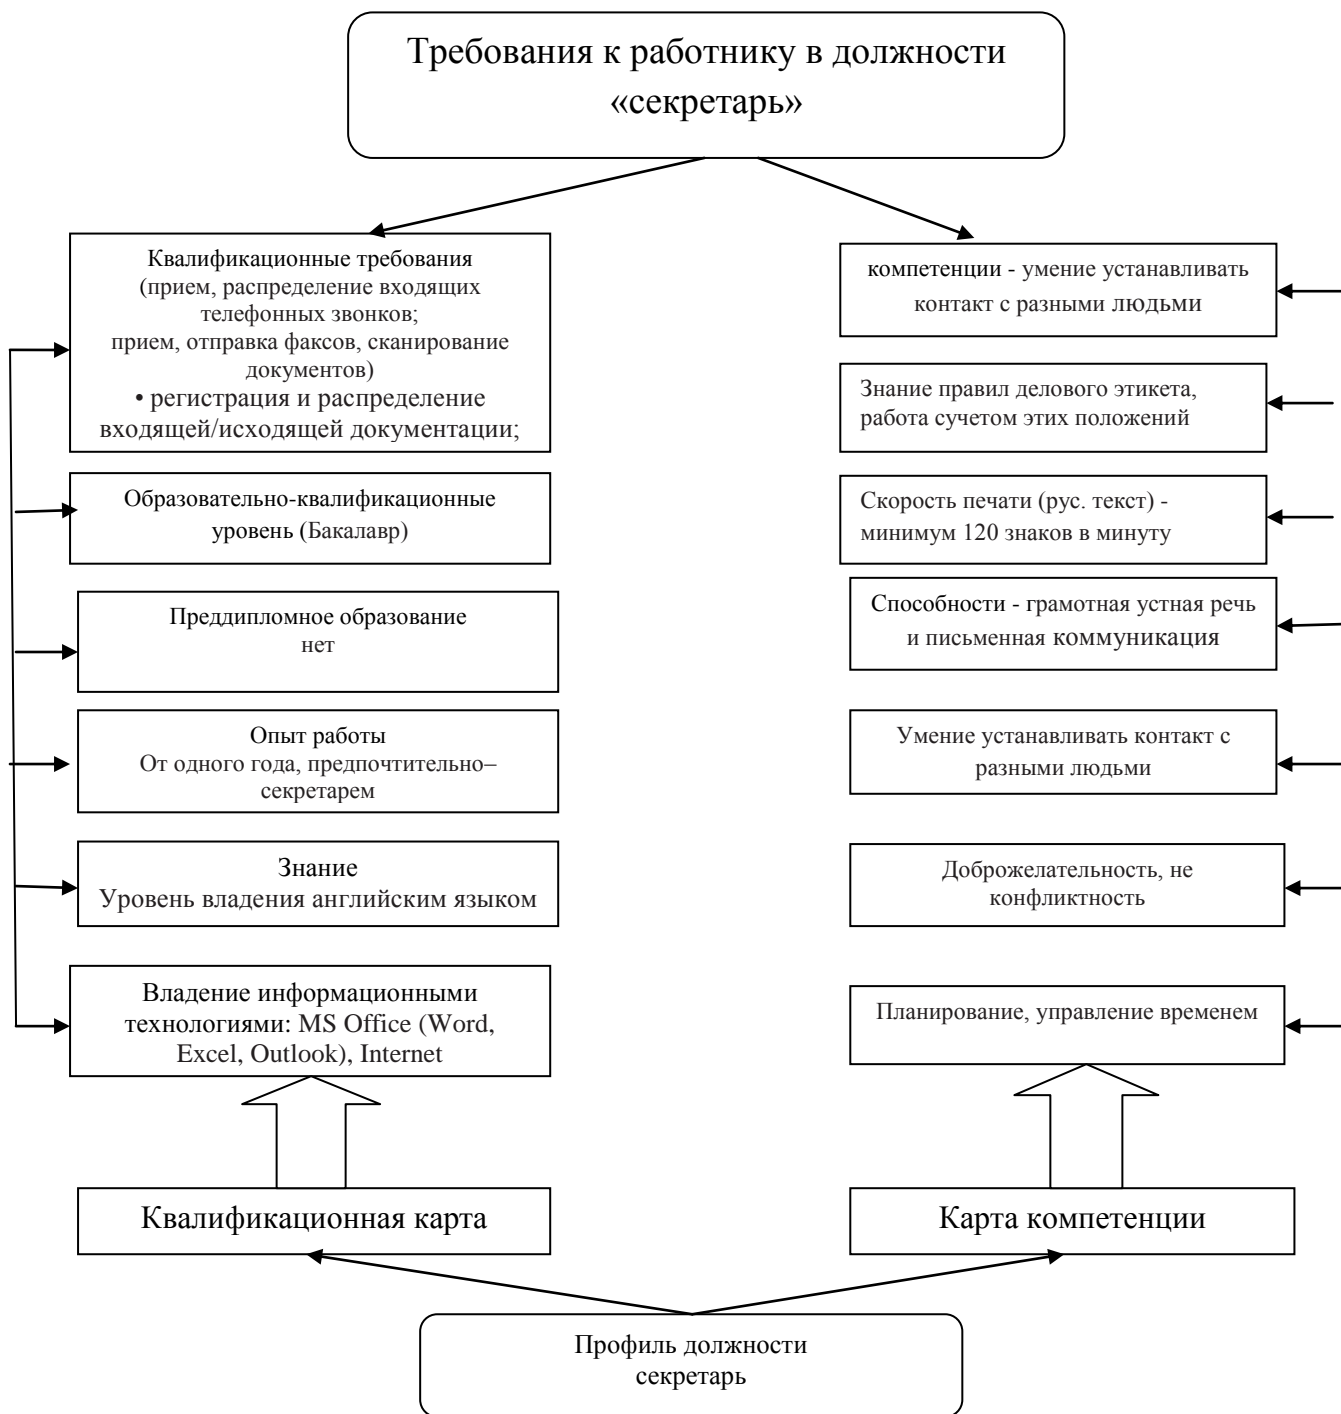 Требования к работнику в должности
«секретарь»
Квалификационные требования
(прием, распределение входящих
телефонных звонков;
прием, отправка факсов, сканирование
документов)
• регистрация и распределение
входящей/исходящей документации;
Образовательно-квалификационные
уровень (Бакалавр)
Преддипломное образование
нет
Опыт работы
От одного года, предпочтительно–
секретарем
Знание
Уровень владения английским языком
Владение информационными
технологиями: MS Office (Word,
Excel, Outlook), Internet
Квалификационная карта
компетенции - умение устанавливать
контакт с разными людьми
Знание правил делового этикета,
работа сучетом этих положений
Скорость печати (рус. текст) -
минимум 120 знаков в минуту
Способности - грамотная устная речь
и письменная коммуникация
Умение устанавливать контакт с
разными людьми
Доброжелательность, не
конфликтность
Планирование, управление временем
Карта компетенции
Профиль должности
секретарь